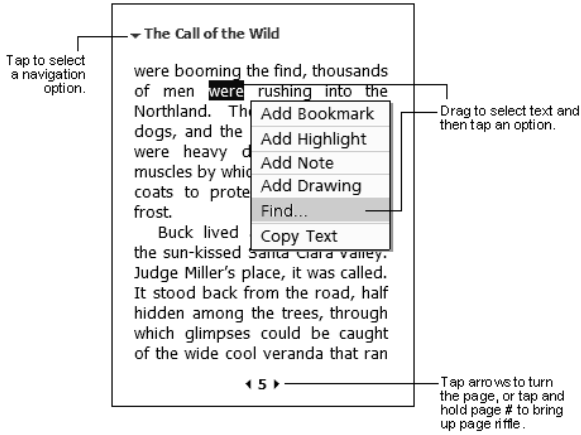 The Call of the Wild
Tap to select
a navigation
option.
were booming the find, thousands
of men were rushing into the
Northland. The
dogs, and the
were heavy d
muscles by whic
coats to prote
frost.
Buck lived
the sun-kissed Santa Clara Valley.
Judge Miller's place, it was called.
It stood back from the road, half
hidden among the trees, through
which glimpses could be caught
of the wide cool veranda that ran
Add Bookmark
Add Highlight
Add Note
Add Drawing
Find...
Copy Text
Drag to select text and
then tap an option.
5
Tap arrows to turn
the page, or tap and
hold page # to bring
up page riffle.